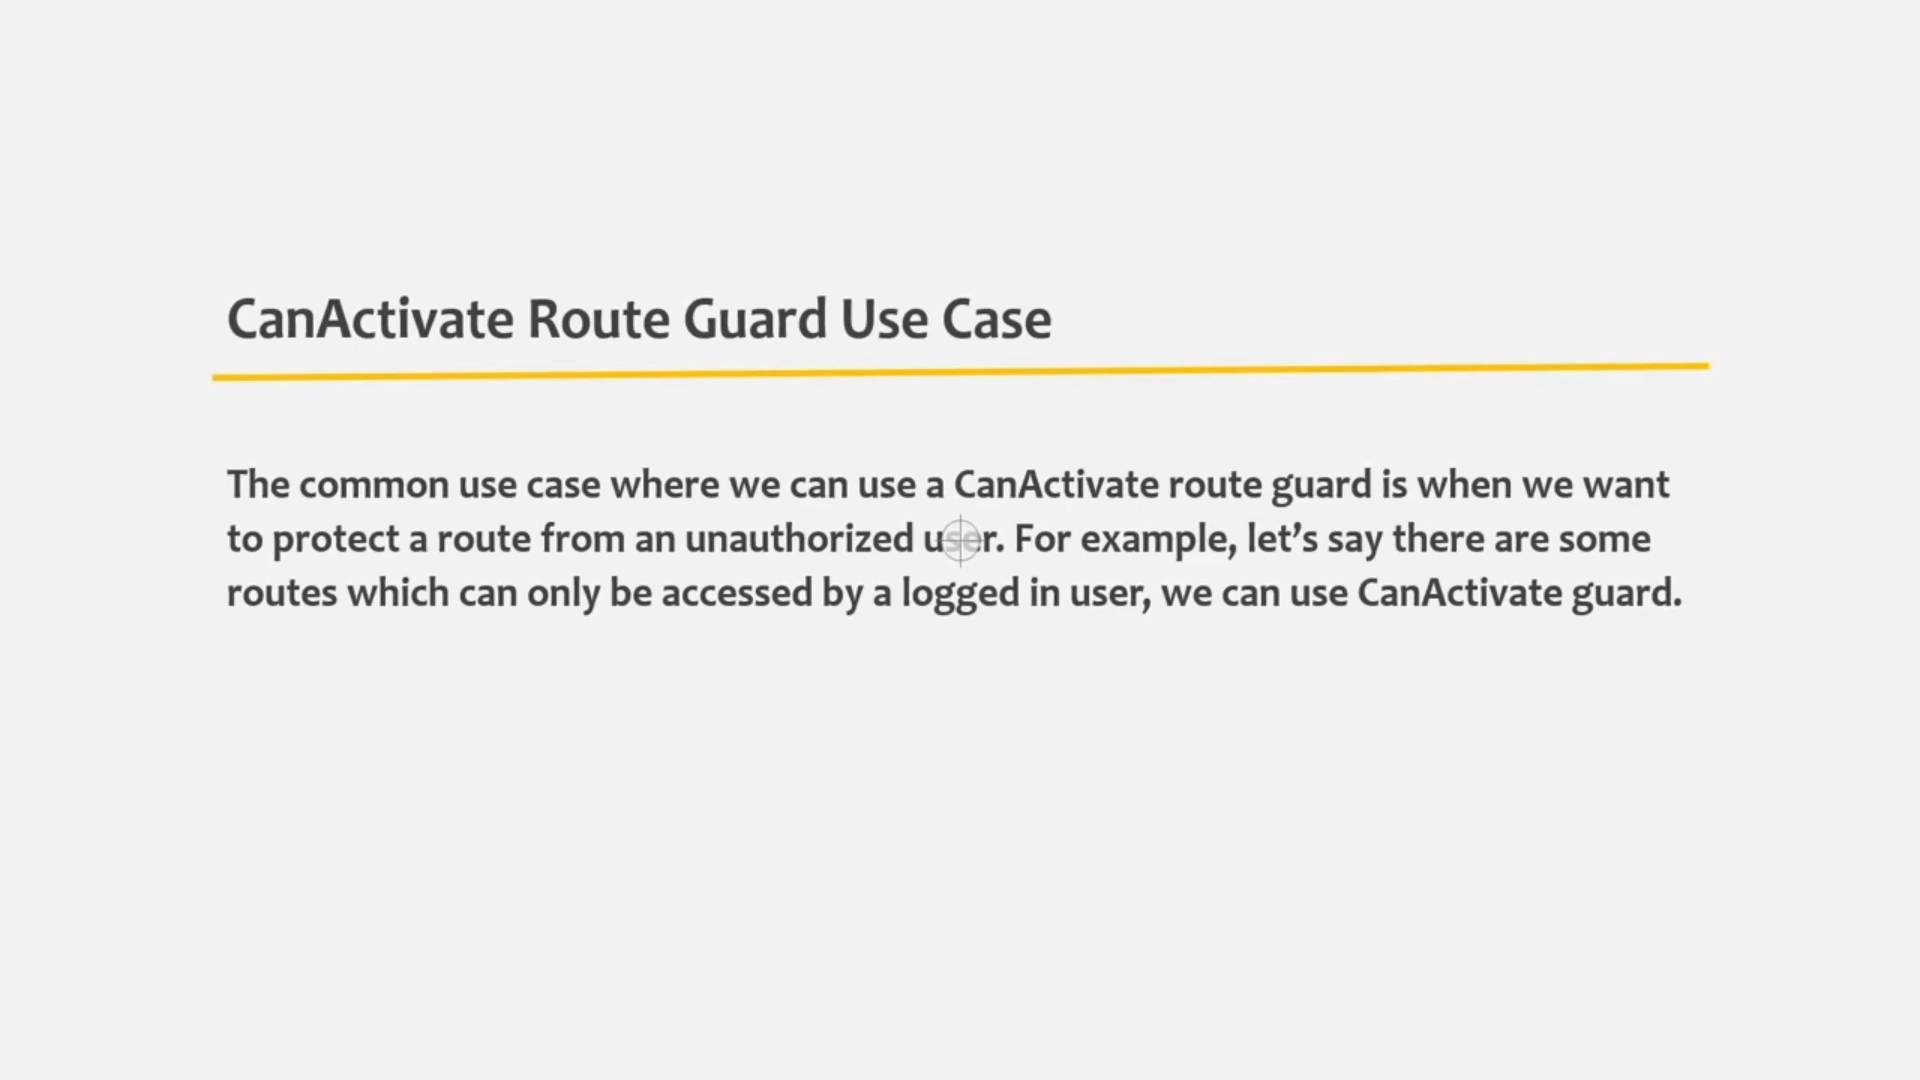 CanActivate Route Guard Use Case
The common use case where we can use a CanActivate route guard is when we want
to protect a route from an unauthorized user. For example, let’s say there are some
routes which can only be accessed by a logged in user, we can use CanActivate guard.